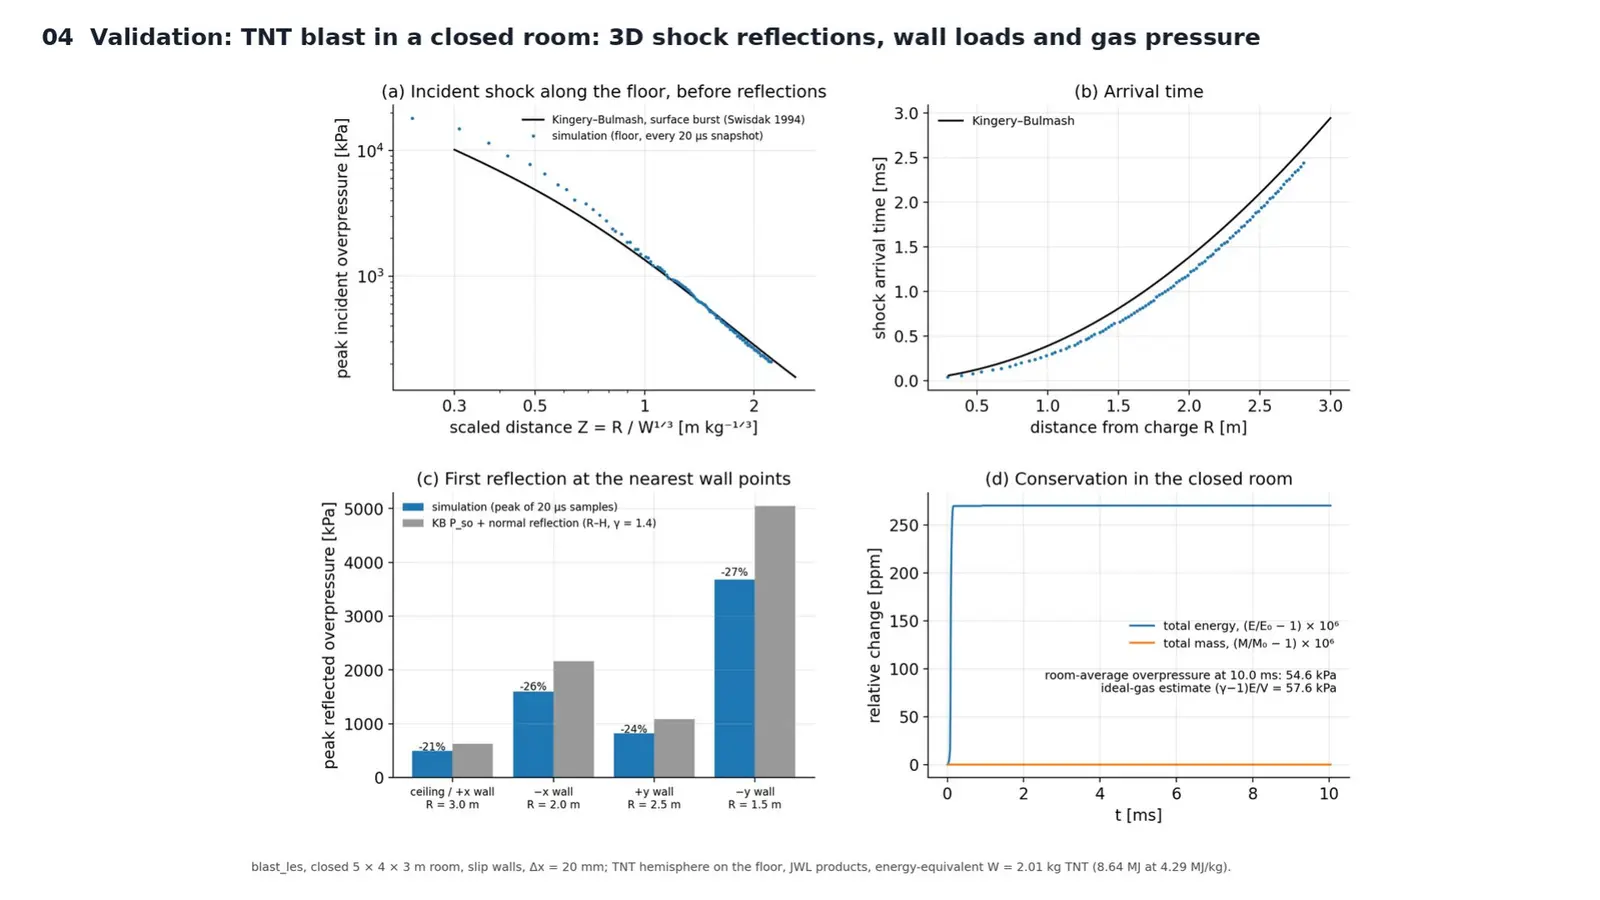 04 Validation: TNT blast in a closed room: 3D shock reflections, wall loads and gas pressure
(a) Incident shock along the floor, before reflections
Kingery–Bulmash, surface burst (Swisdak 1994)
simulation (floor, every 20 μs snapshot)
peak incident overpressure [kPa]
10⁴
10³
0.3 0.5 1 2
scaled distance Z = R / W¹ᐟ³ [m kg⁻¹ᐟ³]
(b) Arrival time
Kingery–Bulmash
shock arrival time [ms]
3.0
2.5
2.0
1.5
1.0
0.5
0.0
0.5 1.0 1.5 2.0 2.5 3.0
distance from charge R [m]
(c) First reflection at the nearest wall points
simulation (peak of 20 μs samples)
KB P_so + normal reflection (R–H, γ = 1.4)
peak reflected overpressure [kPa]
5000
4000
3000
2000
1000
0
-21%
-26%
-24%
-27%
ceiling / +x wall
R = 3.0 m
−x wall
R = 2.0 m
+y wall
R = 2.5 m
−y wall
R = 1.5 m
(d) Conservation in the closed room
relative change [ppm]
250
200
150
100
50
0
total energy, (E/E₀ − 1) × 10⁶
total mass, (M/M₀ − 1) × 10⁶
room-average overpressure at 10.0 ms: 54.6 kPa
ideal-gas estimate (γ−1)E/V = 57.6 kPa
0 2 4 6 8 10
t [ms]
blast_les, closed 5 × 4 × 3 m room, slip walls, Δx = 20 mm; TNT hemisphere on the floor, JWL products, energy-equivalent W = 2.01 kg TNT (8.64 MJ at 4.29 MJ/kg).